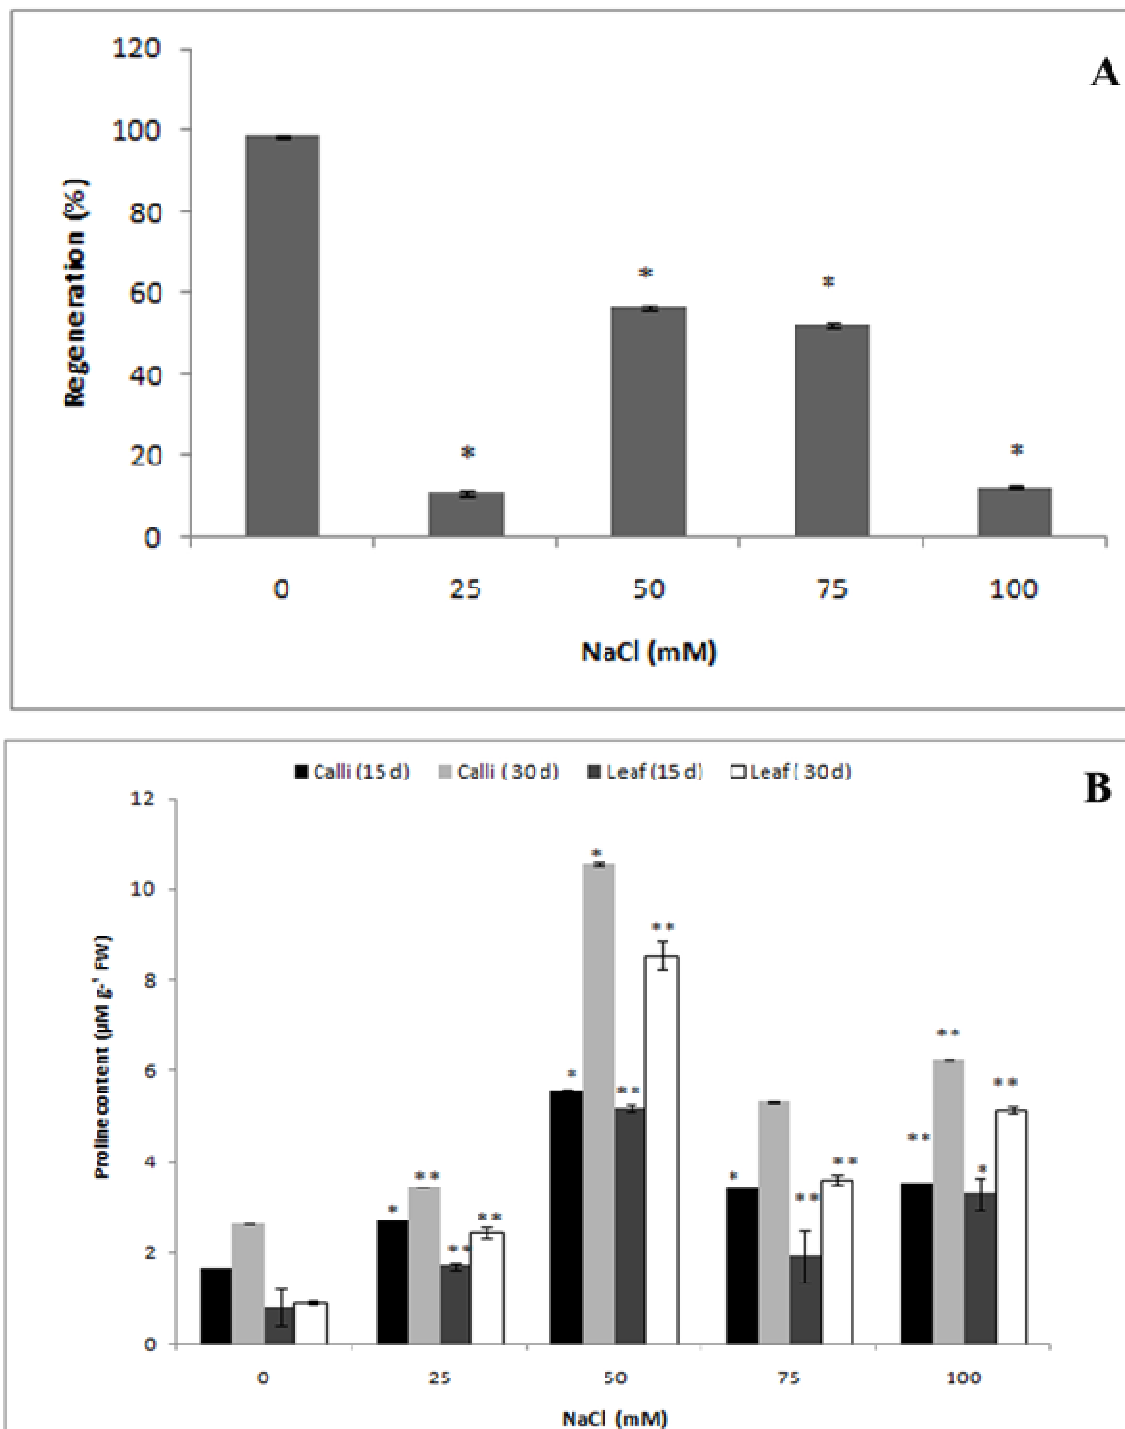 A
120
100
80
60
40
20
0
Regeneration (%)
*
*
*
*
0 25 50 75 100
NaCl (mM)
B
Calli (15 d) Calli ( 30 d) Leaf (15 d) Leaf ( 30 d)
12
10
8
6
4
2
0
Proline content (µM g-¹ FW)
* ** ** **
* * ** **
* ** **
** ** * **
0 25 50 75 100
NaCl (mM)